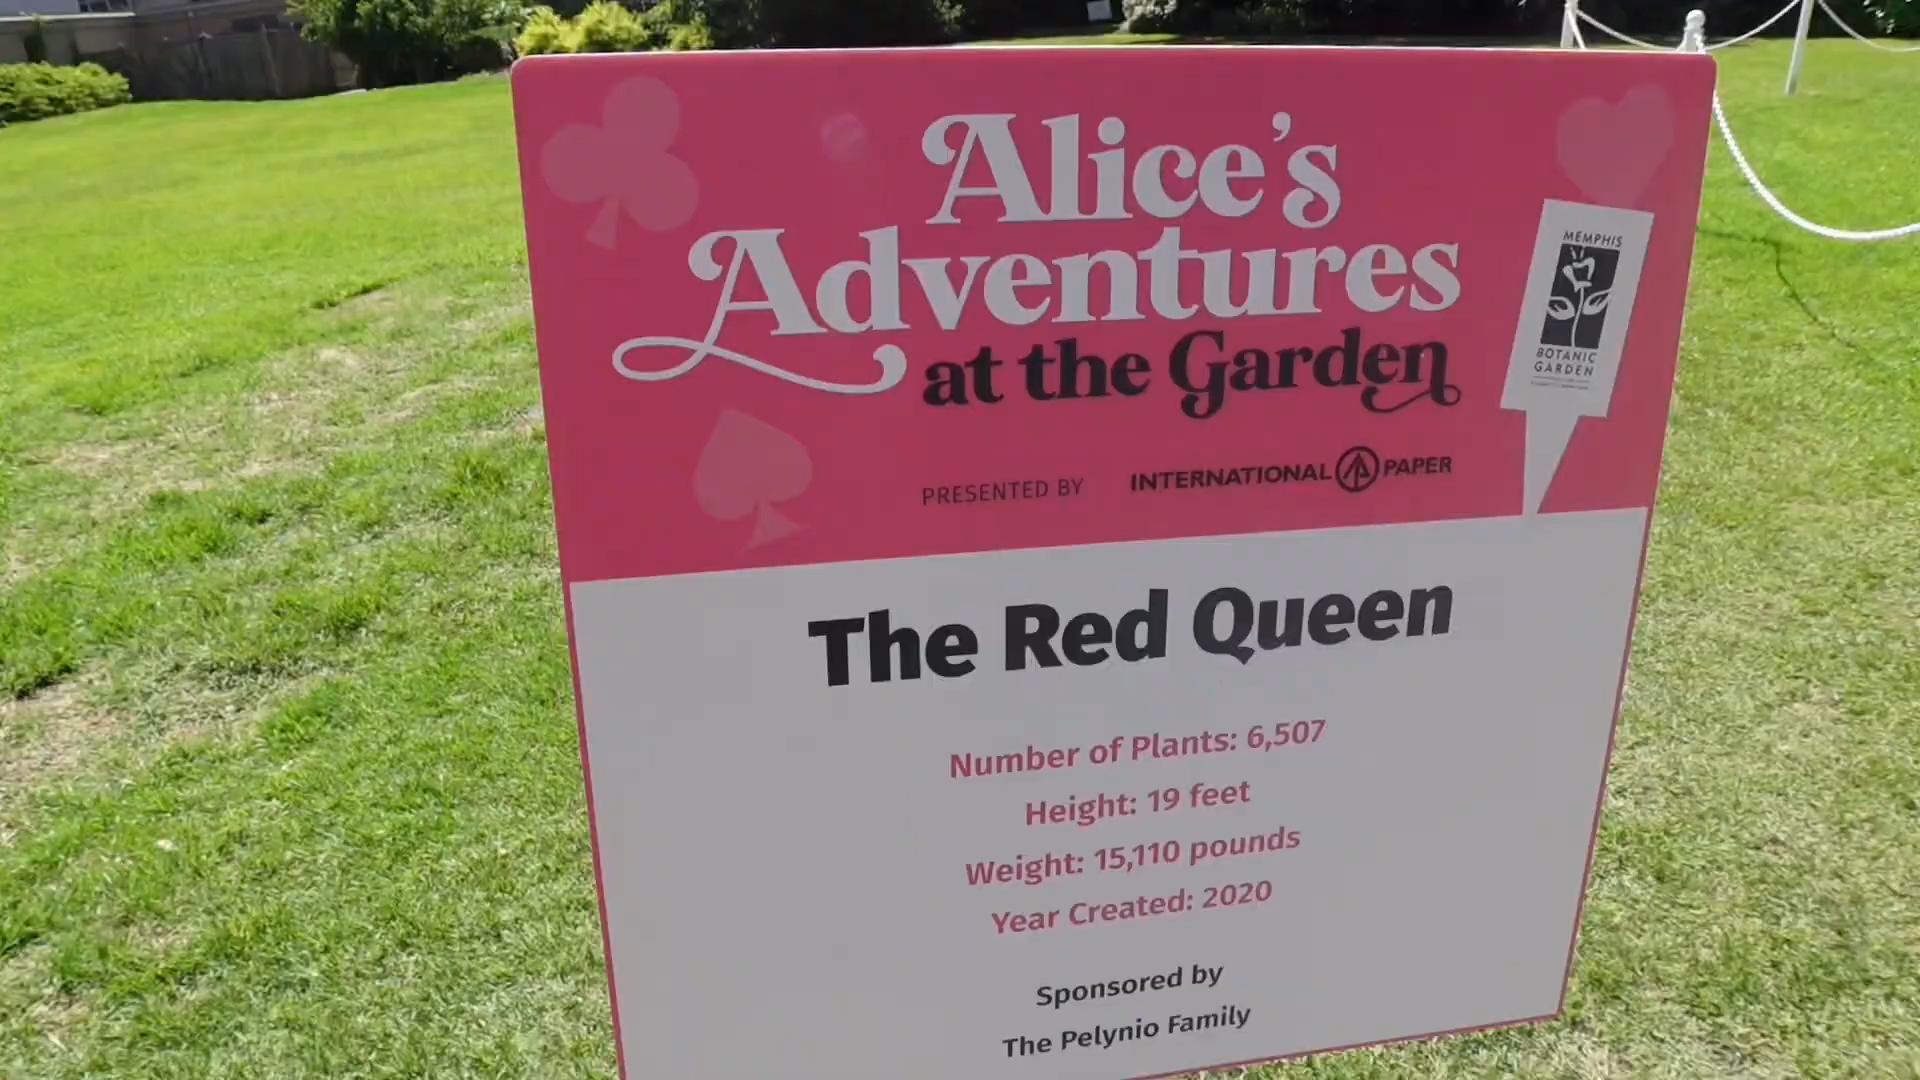 Alice's
Adventures
at the Garden
PRESENTED BY INTERNATIONAL PAPER
MEMPHIS
BOTANIC
GARDEN
The Red Queen
Number of Plants: 6,507
Height: 19 feet
Weight: 15,110 pounds
Year Created: 2020
Sponsored by
The Pelynio Family